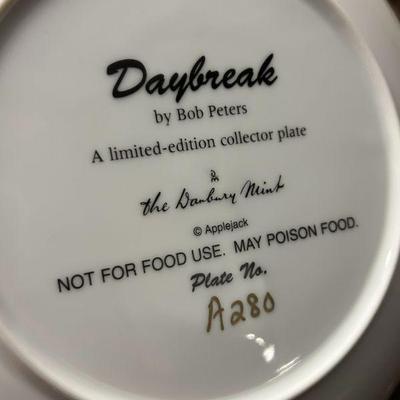 Daybreak
by Bob Peters
A limited-edition collector plate
the Danbury Mint
© Applejack
NOT FOR FOOD USE. MAY POISON FOOD.
Plate No.
A280